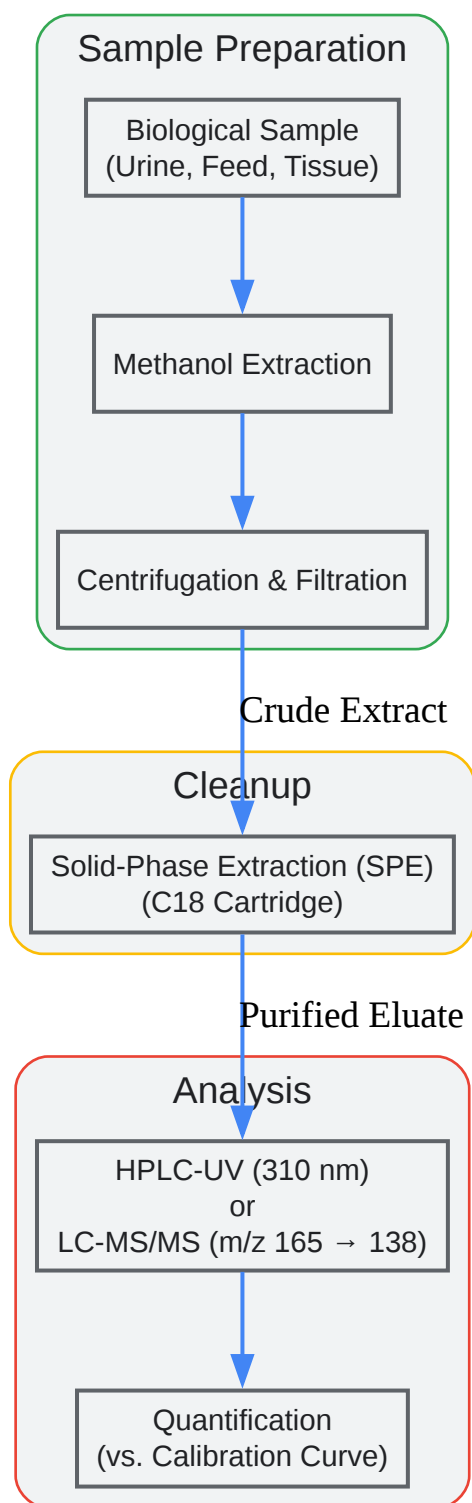 Sample Preparation
Biological Sample
(Urine, Feed, Tissue)
Methanol Extraction
Centrifugation & Filtration
Crude Extract
Cleanup
Solid-Phase Extraction (SPE)
(C18 Cartridge)
Purified Eluate
Analysis
HPLC-UV (310 nm)
or
LC-MS/MS (m/z 165 → 138)
Quantification
(vs. Calibration Curve)